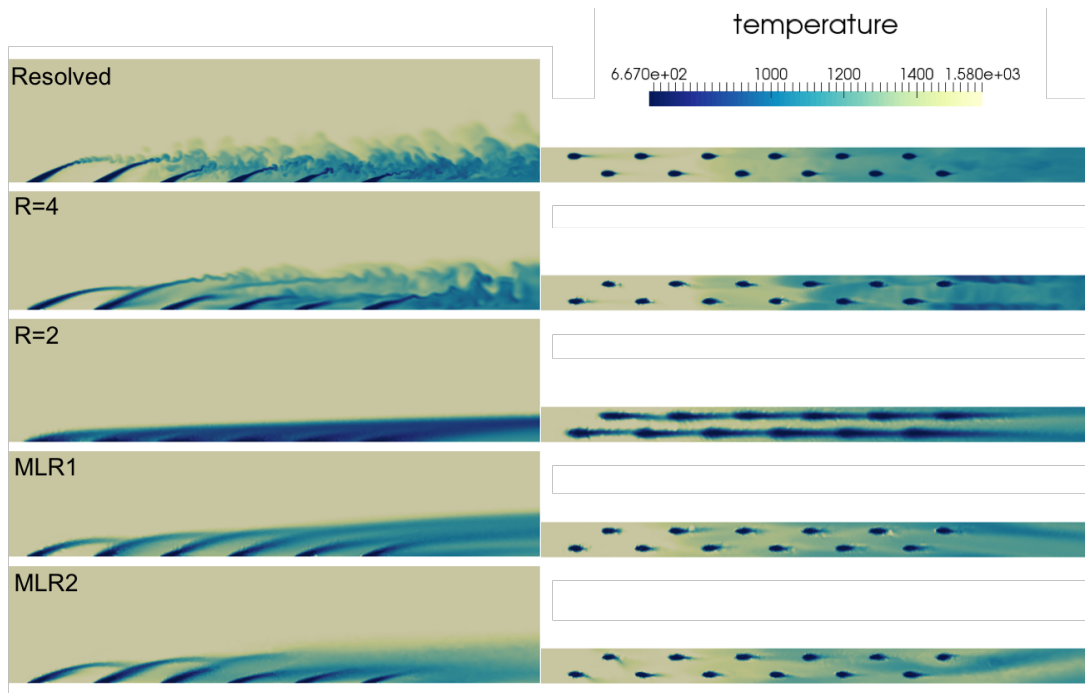 temperature
6.670e+02 1000 1200 1400 1.580e+03
Resolved
R=4
R=2
MLR1
MLR2